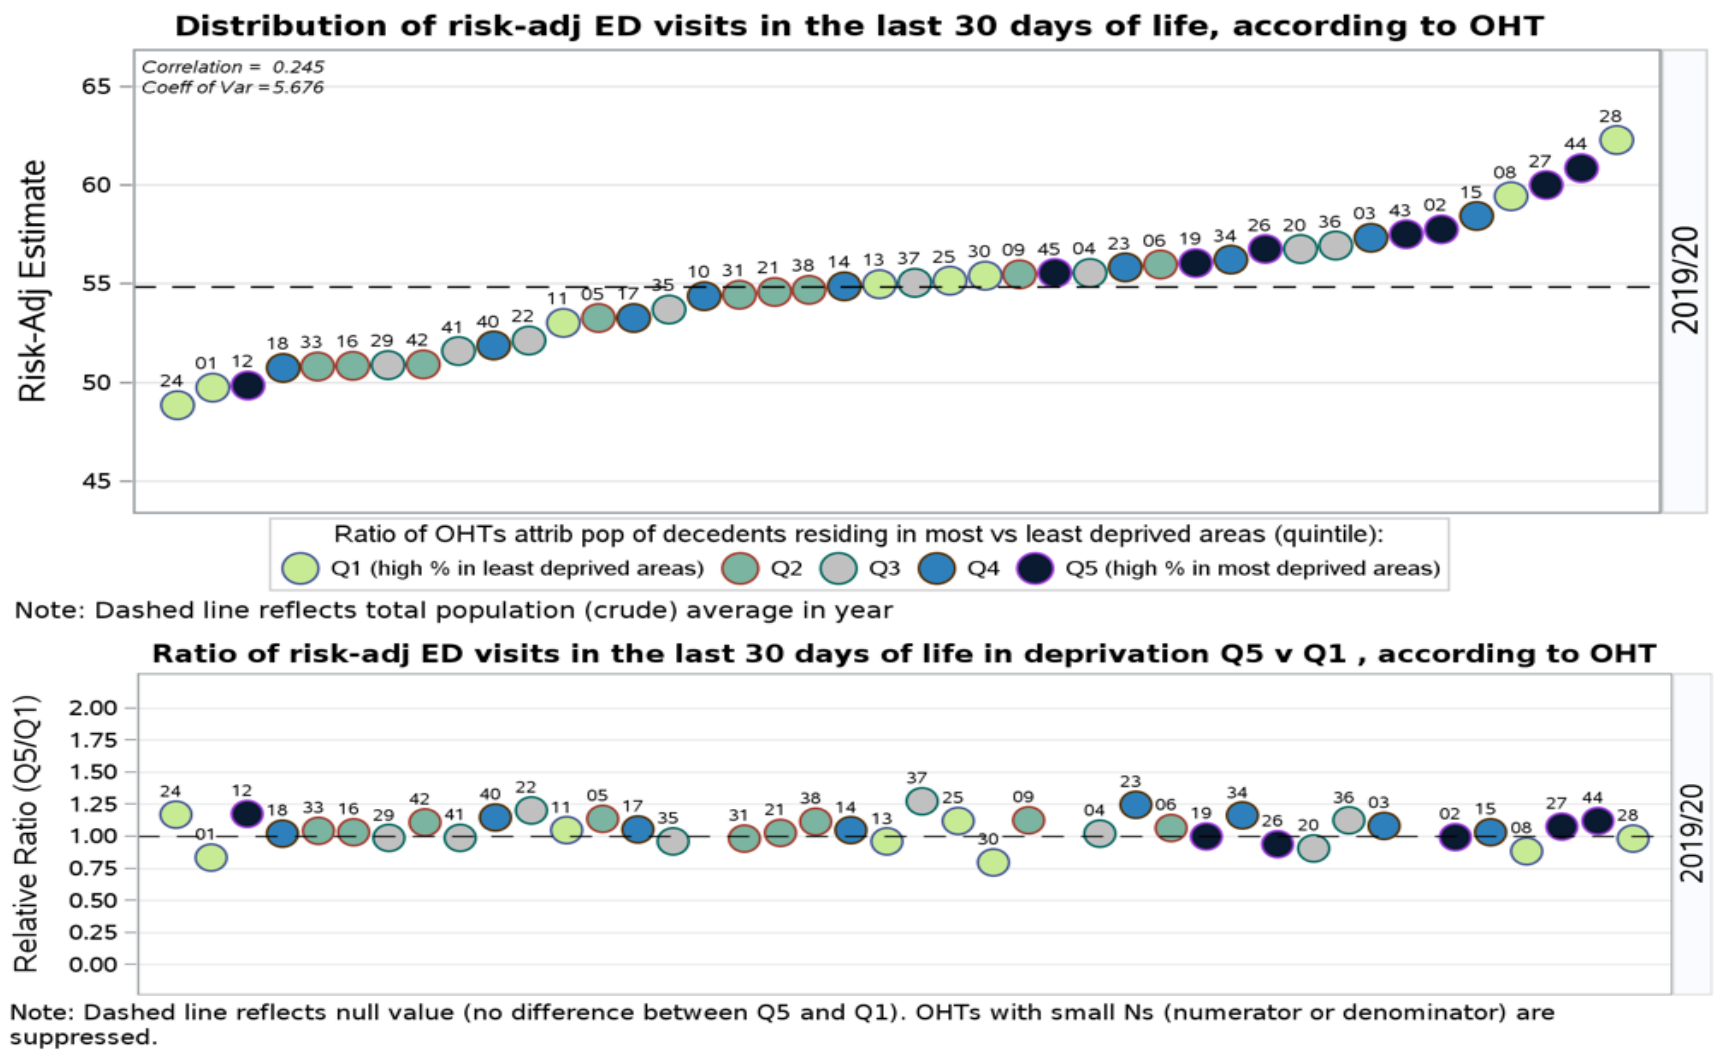 Distribution of risk-adj ED visits in the last 30 days of life, according to OHT
Correlation = 0.245
Coeff of Var = 5.676
Risk-Adj Estimate
65
60
55
50
45
24 01 12 18 33 16 29 42 41 40 22 11 05 17 35 10 31 21 38 14 13 37 25 30 09 45 04 23 06 19 34 26 20 36 03 43 02 15 08 27 44 28
2019/20
Ratio of OHTs attrib pop of decedents residing in most vs least deprived areas (quintile):
Q1 (high % in least deprived areas) Q2 Q3 Q4 Q5 (high % in most deprived areas)
Note: Dashed line reflects total population (crude) average in year
Ratio of risk-adj ED visits in the last 30 days of life in deprivation Q5 v Q1 , according to OHT
Relative Ratio (Q5/Q1)
2.00
1.75
1.50
1.25
1.00
0.75
0.50
0.25
0.00
24 01 12 18 33 16 29 42 41 40 22 11 05 17 35 31 21 38 14 13 37 25 30 09 04 23 06 19 34 26 20 36 03 02 15 08 27 44 28
2019/20
Note: Dashed line reflects null value (no difference between Q5 and Q1). OHTs with small Ns (numerator or denominator) are
suppressed.